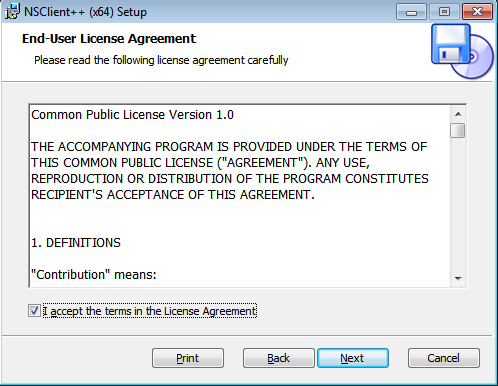 NSClient++ (x64) Setup
End-User License Agreement
Please read the following license agreement carefully
Common Public License Version 1.0
THE ACCOMPANYING PROGRAM IS PROVIDED UNDER THE TERMS OF
THIS COMMON PUBLIC LICENSE ("AGREEMENT"). ANY USE,
REPRODUCTION OR DISTRIBUTION OF THE PROGRAM CONSTITUTES
RECIPIENT'S ACCEPTANCE OF THIS AGREEMENT.
1. DEFINITIONS
"Contribution" means:
I accept the terms in the License Agreement
Print
Back
Next
Cancel